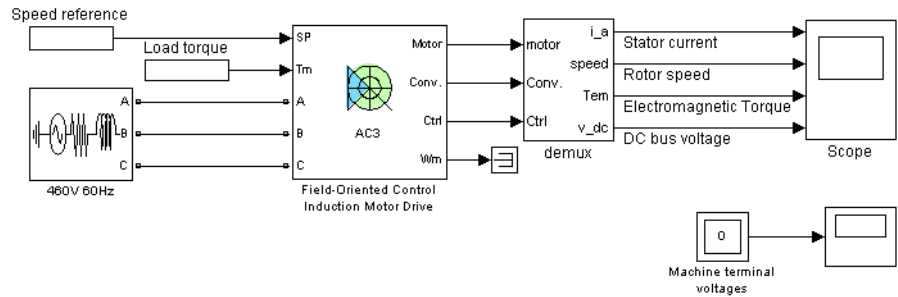 Speed reference
Load torque
SP
Tm
A
B
C
A
B
C
460V 60Hz
Motor
Conv.
Ctrl
Wm
AC3
Field-Oriented Control
Induction Motor Drive
motor
Conv.
Ctrl
i_a
speed
Tem
v_dc
demux
Stator current
Rotor speed
Electromagnetic Torque
DC bus voltage
Scope
0
Machine terminal
voltages